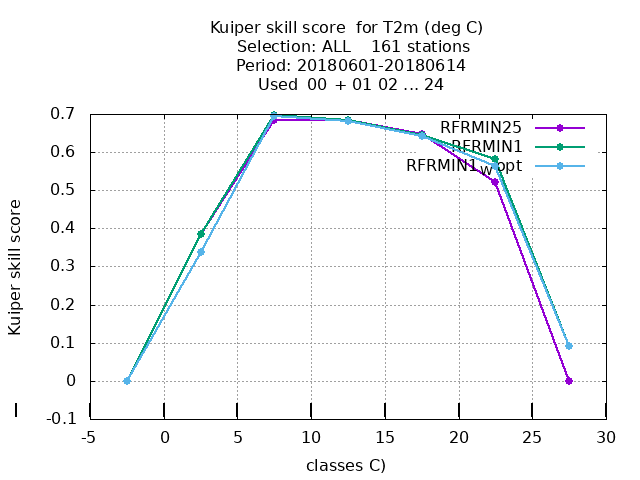 Kuiper skill score for T2m (deg C)
Selection: ALL 161 stations
Period: 20180601-20180614
Used 00 + 01 02 ... 24
RFRMIN25
RFRMIN1
RFRMIN1wopt
Kuiper skill score
0.7
0.6
0.5
0.4
0.3
0.2
0.1
0
-0.1
-5 0 5 10 15 20 25 30
classes C)